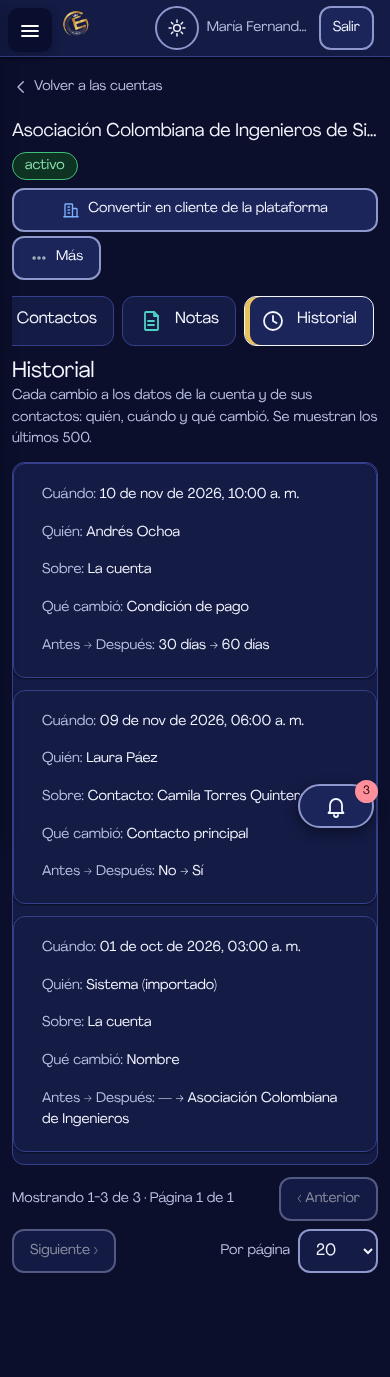 María Fernand...
Salir
Volver a las cuentas
Asociación Colombiana de Ingenieros de Si...
activo
Convertir en cliente de la plataforma
Más
Contactos
Notas
Historial
Historial
Cada cambio a los datos de la cuenta y de sus
contactos: quién, cuándo y qué cambió. Se muestran los
últimos 500.
Cuándo: 10 de nov de 2026, 10:00 a. m.
Quién: Andrés Ochoa
Sobre: La cuenta
Qué cambió: Condición de pago
Antes → Después: 30 días → 60 días
Cuándo: 09 de nov de 2026, 06:00 a. m.
Quién: Laura Páez
Sobre: Contacto: Camila Torres Quinter
3
Qué cambió: Contacto principal
Antes → Después: No → Sí
Cuándo: 01 de oct de 2026, 03:00 a. m.
Quién: Sistema (importado)
Sobre: La cuenta
Qué cambió: Nombre
Antes → Después: — → Asociación Colombiana
de Ingenieros
Mostrando 1-3 de 3 · Página 1 de 1
‹ Anterior
Siguiente ›
Por página
20